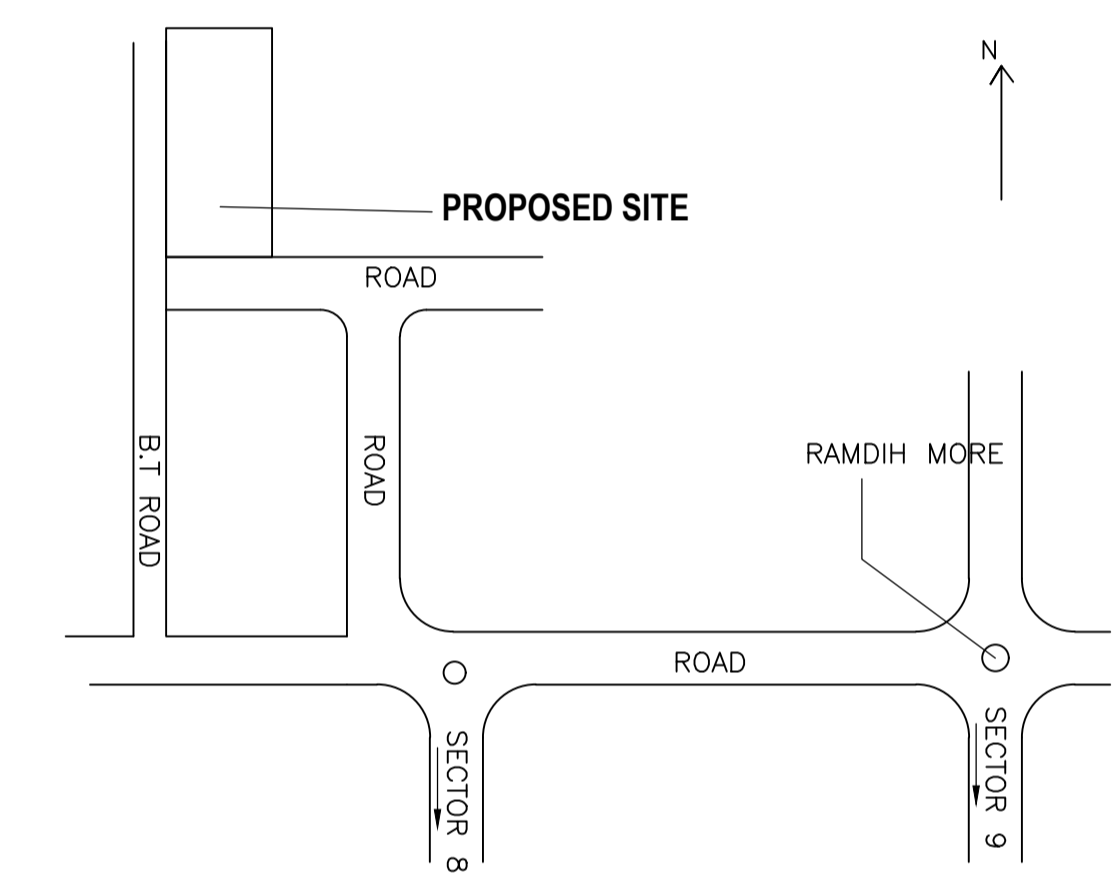 N
PROPOSED SITE
ROAD
B.T ROAD
ROAD
RAMDIH MORE
ROAD
SECTOR 8
SECTOR 9